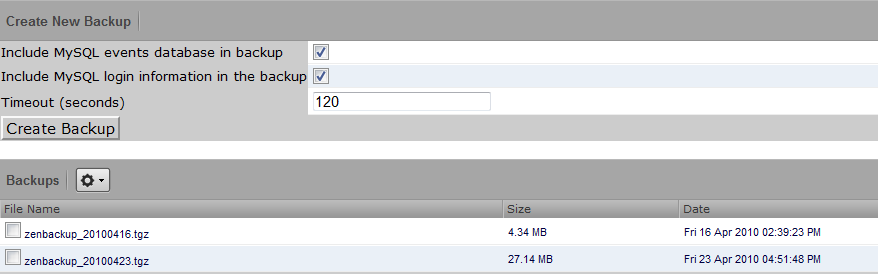 Create New Backup
Include MySQL events database in backup
Include MySQL login information in the backup
Timeout (seconds) 120
Create Backup
Backups
File Name Size Date
zenbackup_20100416.tgz 4.34 MB Fri 16 Apr 2010 02:39:23 PM
zenbackup_20100423.tgz 27.14 MB Fri 23 Apr 2010 04:51:48 PM